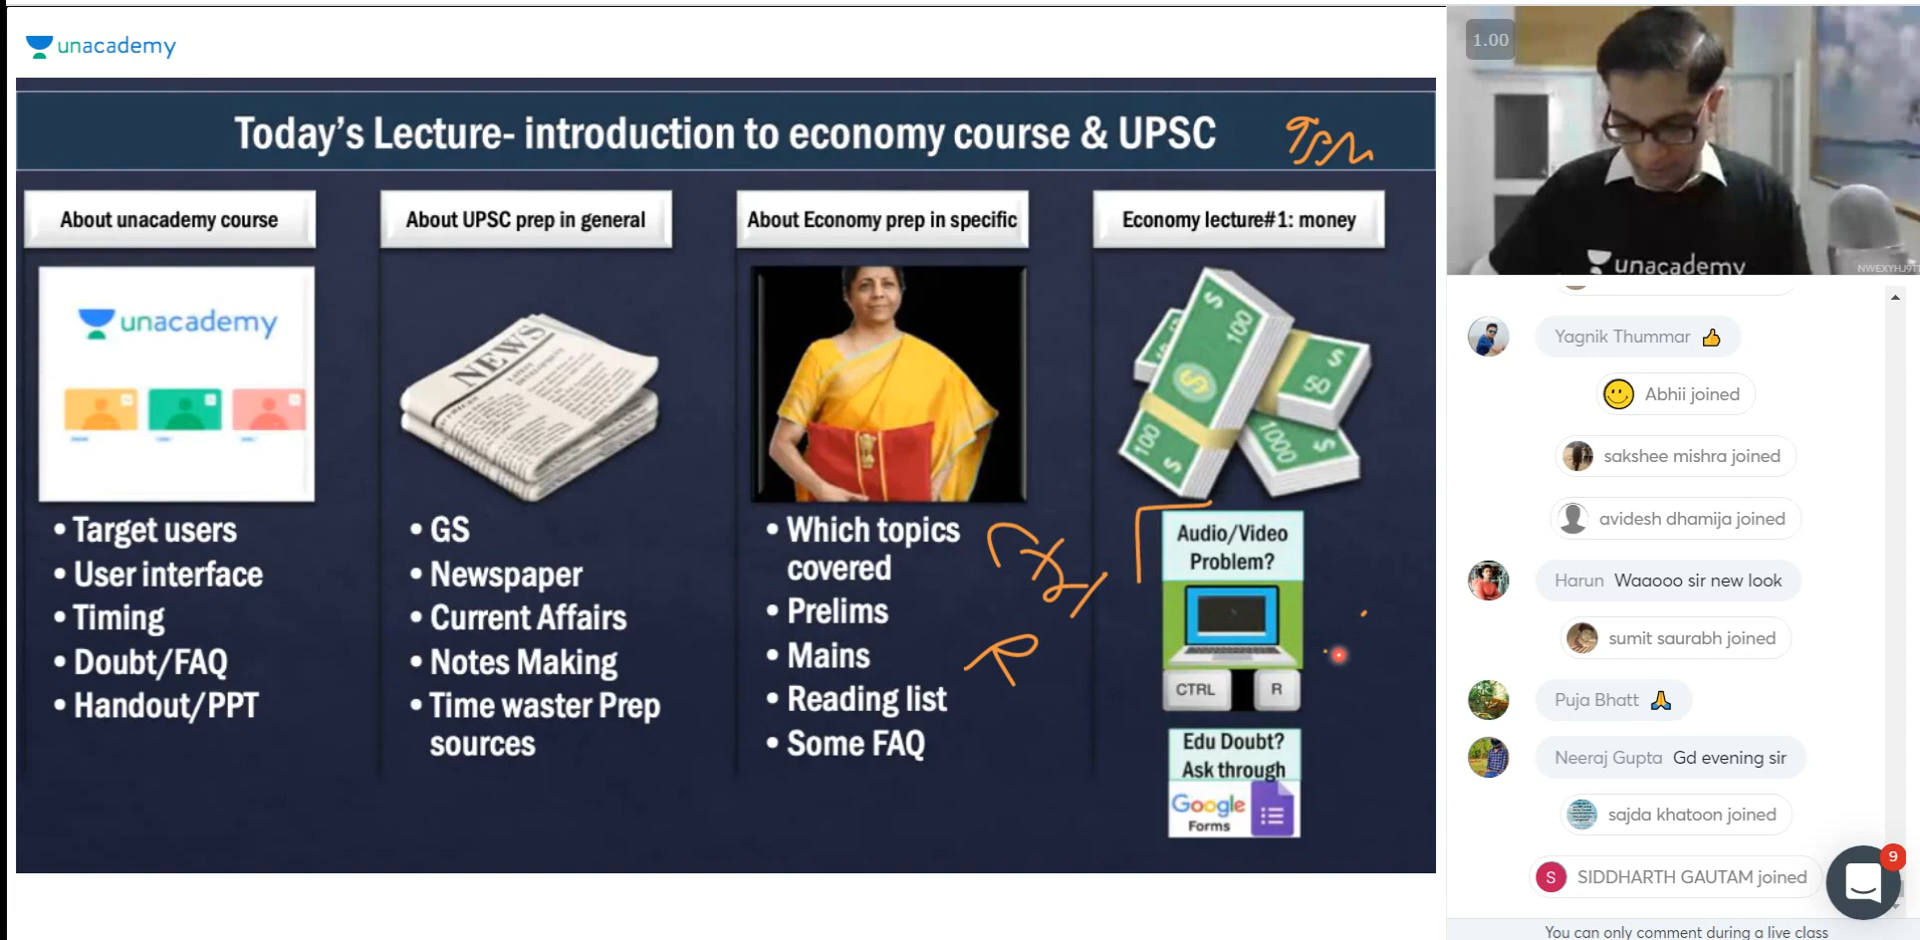 unacademy
Today's Lecture- introduction to economy course & UPSC
9pm
About unacademy course
unacademy
• Target users
• User interface
• Timing
• Doubt/FAQ
• Handout/PPT
About UPSC prep in general
NEWS
• GS
• Newspaper
• Current Affairs
• Notes Making
• Time waster Prep
sources
About Economy prep in specific
• Which topics
covered
• Prelims
• Mains
• Reading list
• Some FAQ
R
Economy lecture#1: money
$
100
$
$
50
100
$
1000
$
Audio/Video
Problem?
CTRL
R
Edu Doubt?
Ask through
Google
Forms
1.00
unacademy
Yagnik Thummar 👍
Abhii joined
sakshee mishra joined
avidesh dhamija joined
Harun Waaooo sir new look
sumit saurabh joined
Puja Bhatt 🙏
Neeraj Gupta Gd evening sir
sajda khatoon joined
S SIDDHARTH GAUTAM joined
9
You can only comment during a live class